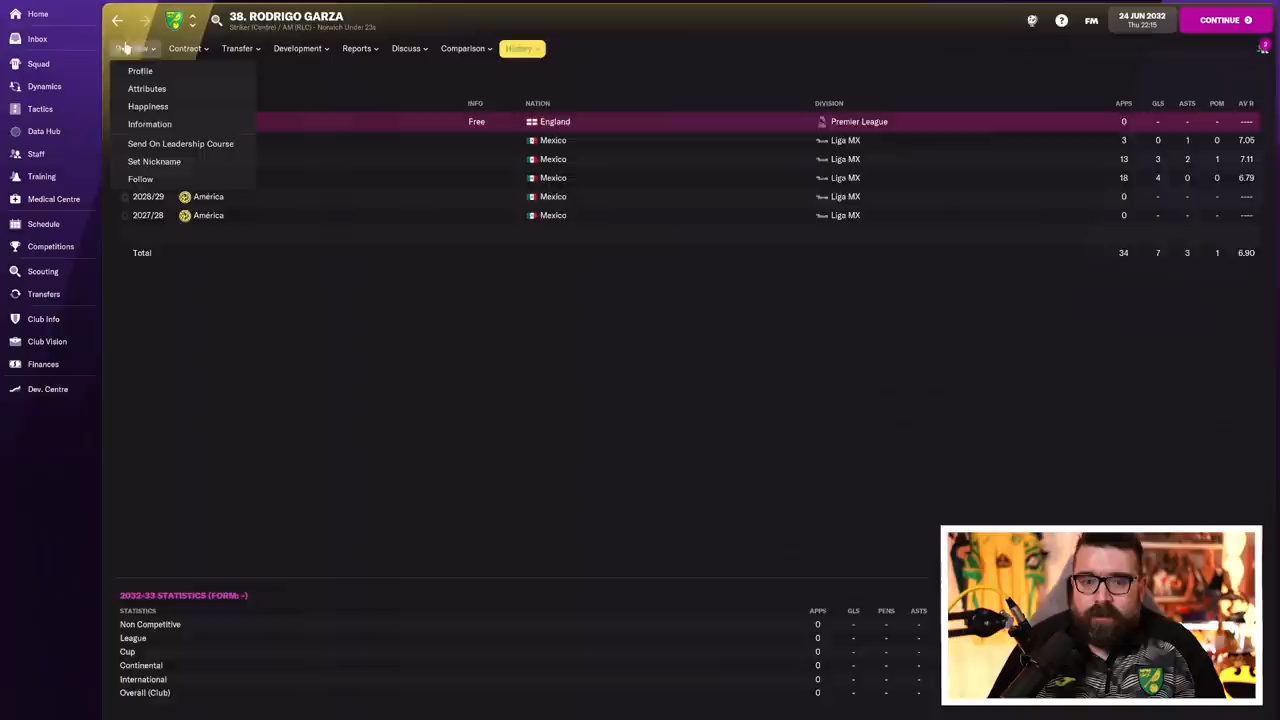 Home
Inbox
Squad
Dynamics
Tactics
Data Hub
Staff
Training
Medical Centre
Schedule
Competitions
Scouting
Transfers
Club Info
Club Vision
Finances
Dev. Centre
38. RODRIGO GARZA
Striker (Centre) / AM (RLC) - Norwich Under 23s
FM
24 JUN 2032
Thu 22:15
CONTINUE
2
Contract Transfer Development Reports Discuss Comparison History
Profile
Attributes
Happiness
Information
Send On Leadership Course
Set Nickname
Follow
INFO NATION DIVISION APPS GLS ASTS POM AV R
Free England Premier League 0 - - - ----
Mexico Liga MX 3 0 1 0 7.05
Mexico Liga MX 13 3 2 1 7.11
Mexico Liga MX 18 4 0 0 6.79
2028/29 América Mexico Liga MX 0 - - - ----
2027/28 América Mexico Liga MX 0 - - - ----
Total 34 7 3 1 6.90
2032-33 STATISTICS (FORM: -)
STATISTICS APPS GLS PENS ASTS
Non Competitive 0 - - -
League 0 - - -
Cup 0 - - -
Continental 0 - - -
International 0 - - -
Overall (Club) 0 - - -